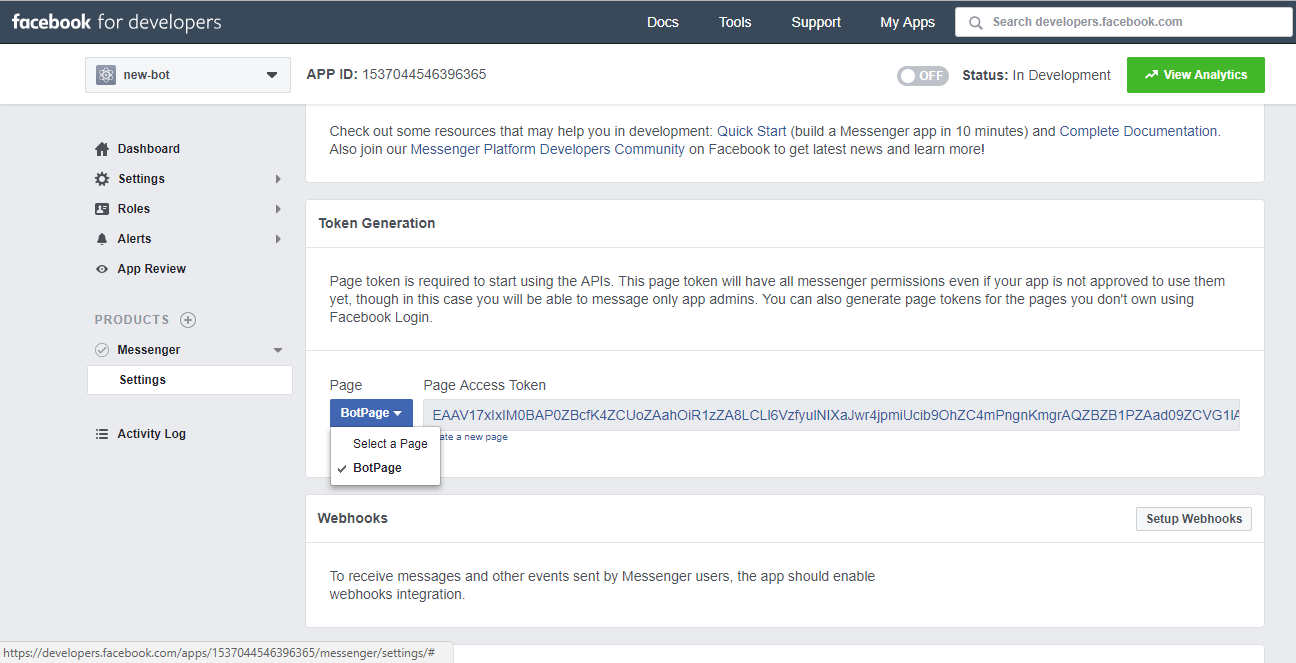 facebook for developers
Docs
Tools
Support
My Apps
Search developers.facebook.com
new-bot
APP ID: 1537044546396365
OFF
Status: In Development
View Analytics
Check out some resources that may help you in development: Quick Start (build a Messenger app in 10 minutes) and Complete Documentation.
Also join our Messenger Platform Developers Community on Facebook to get latest news and learn more!
Dashboard
Settings
Roles
Alerts
App Review
PRODUCTS
Messenger
Settings
Activity Log
Token Generation
Page token is required to start using the APIs. This page token will have all messenger permissions even if your app is not approved to use them
yet, though in this case you will be able to message only app admins. You can also generate page tokens for the pages you don't own using
Facebook Login.
Page
Page Access Token
BotPage
ate a new page
Select a Page
BotPage
Webhooks
Setup Webhooks
To receive messages and other events sent by Messenger users, the app should enable
webhooks integration.
https://developers.facebook.com/apps/1537044546396365/messenger/settings/#